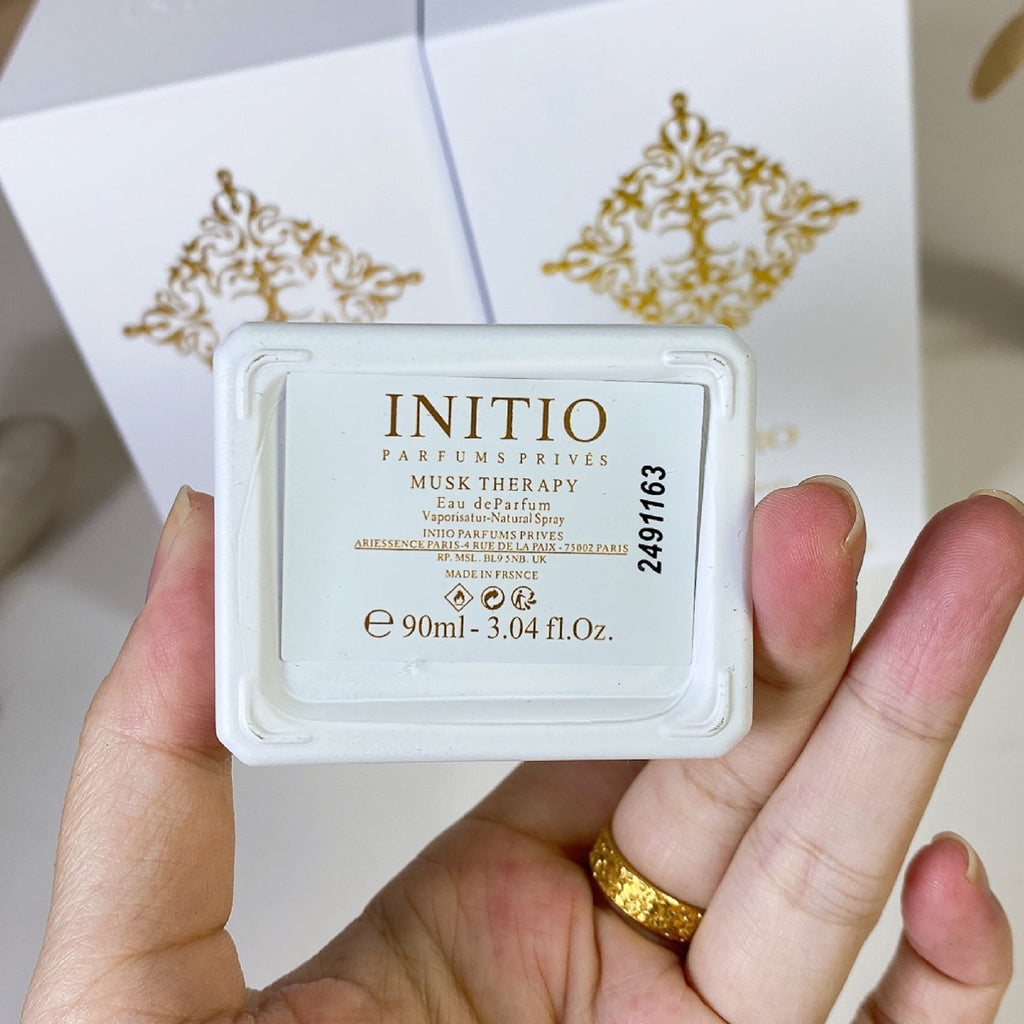 INITIO
PARFUMS PRIVÉS
MUSK THERAPY
Eau deParfum
Vaporisatur-Natural Spray
INIIO PARFUMS PRIVES
ARIESSENCE PARIS-4 RUE DE LA PAIX - 75002 PARIS
RP. MSL. BL9 5NB. UK
MADE IN FRSNCE
℮ 90ml - 3.04 fl.Oz.
2491163